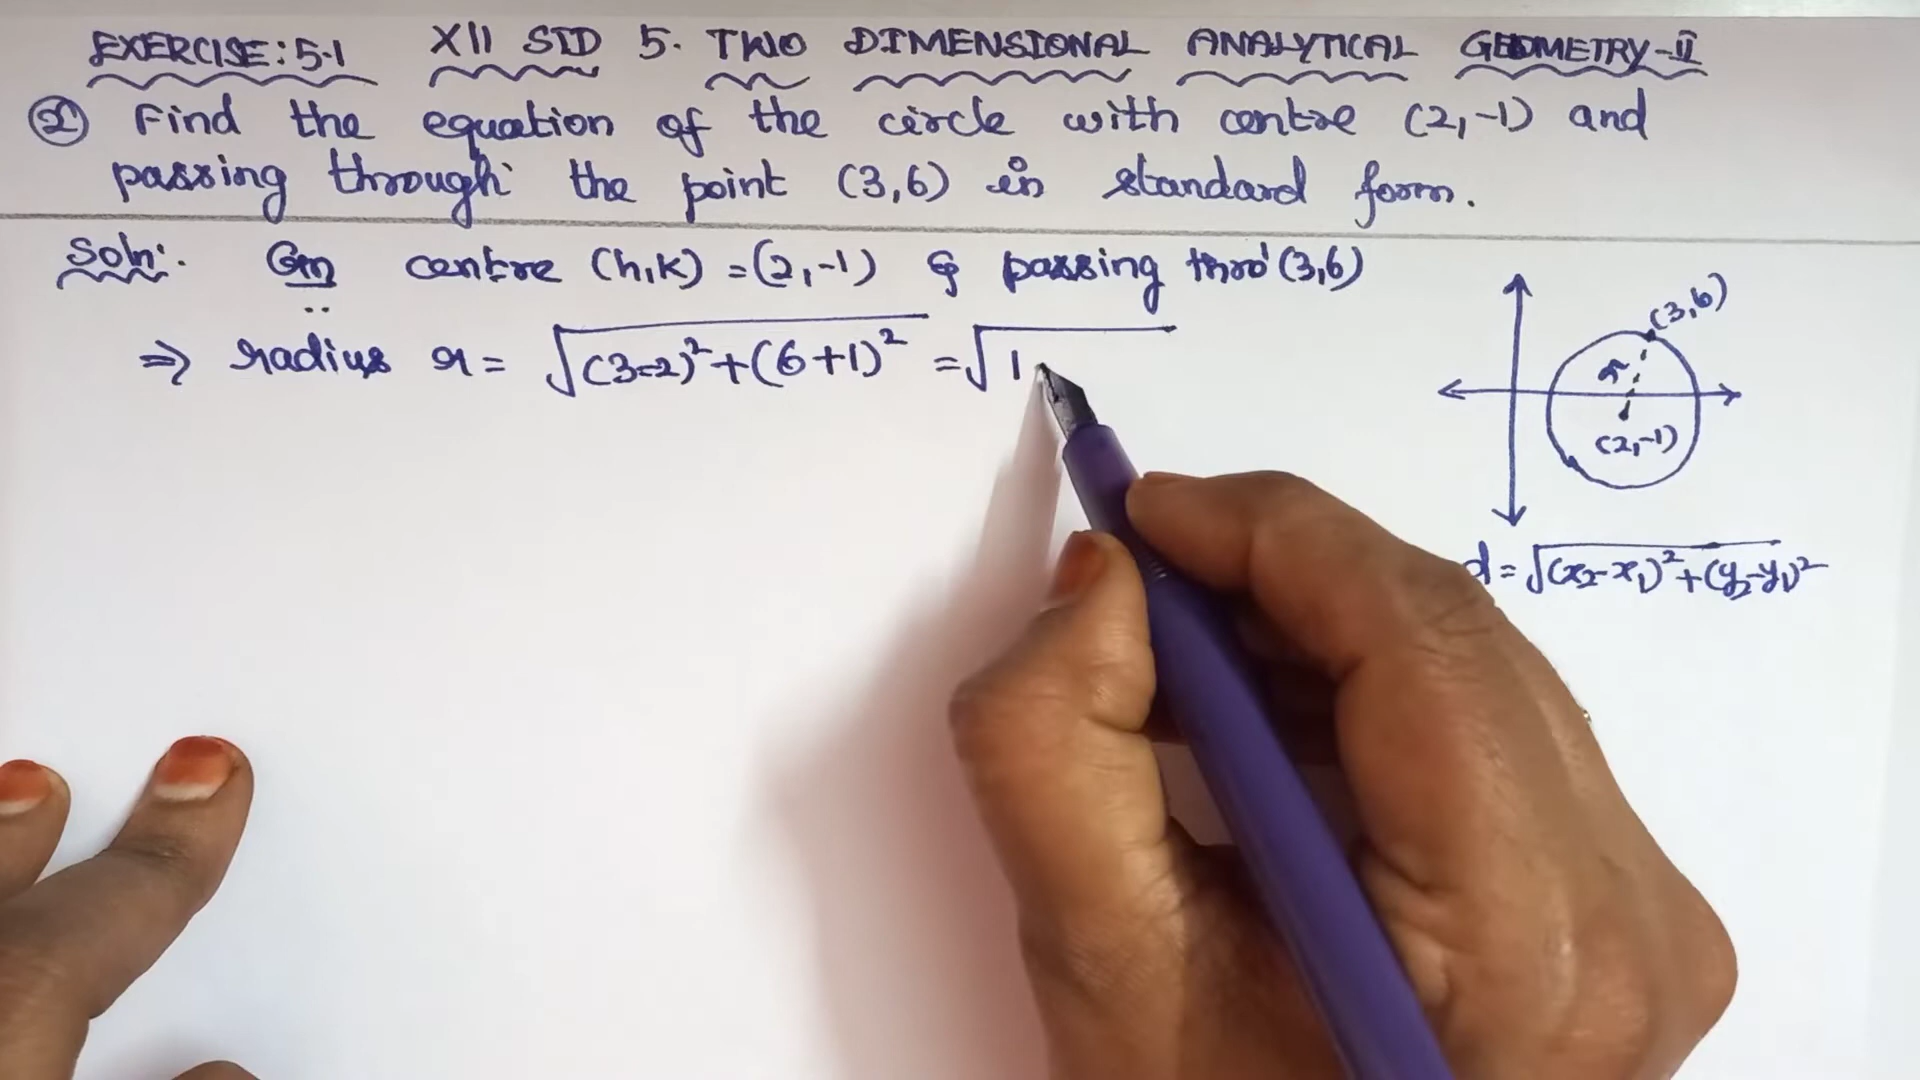 EXERCISE: 5.1 XII STD 5. TWO DIMENSIONAL ANALYTICAL GEOMETRY-II
② Find the equation of the circle with centre (2,-1) and
passing through the point (3,6) in standard form.
Soln: Gn centre (h,k) = (2,-1) & passing thro' (3,6)
⇒ radius r = √(3-2)²+(6+1)² = √1
(3,6)
r
(2,-1)
d = √(x₂-x₁)²+(y₂-y₁)²